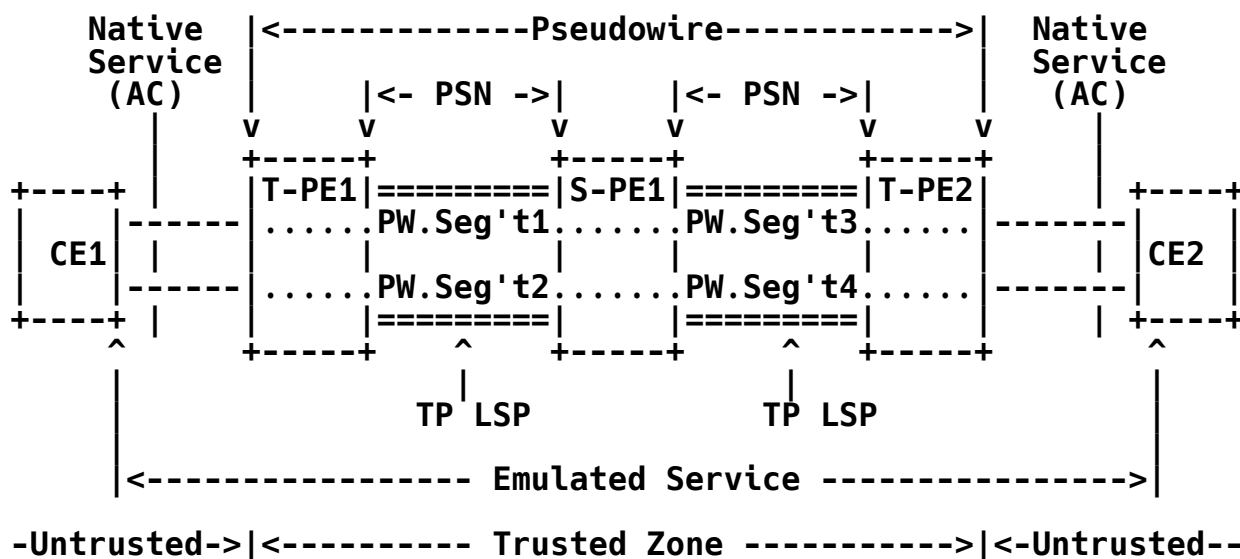 Native |<-------------Pseudowire------------>| Native
Service | | Service
(AC) | |<- PSN ->| |<- PSN ->| | (AC)
| v v v v v v |
| +-----+ +-----+ +-----+ |
+----+ | |T-PE1|=========|S-PE1|=========|T-PE2| | +----+
| |------|......PW.Seg't1.......PW.Seg't3......|-------| |
| CE1| | | | | | | | | |CE2 |
| |------|......PW.Seg't2.......PW.Seg't4......|-------| |
+----+ | | |=========| |=========| | | +----+
^ +-----+ ^ +-----+ ^ +-----+ ^
| | | |
| TP LSP TP LSP |
| |
|<----------------- Emulated Service ---------------->|
-Untrusted->|<---------- Trusted Zone ----------->|<-Untrusted--